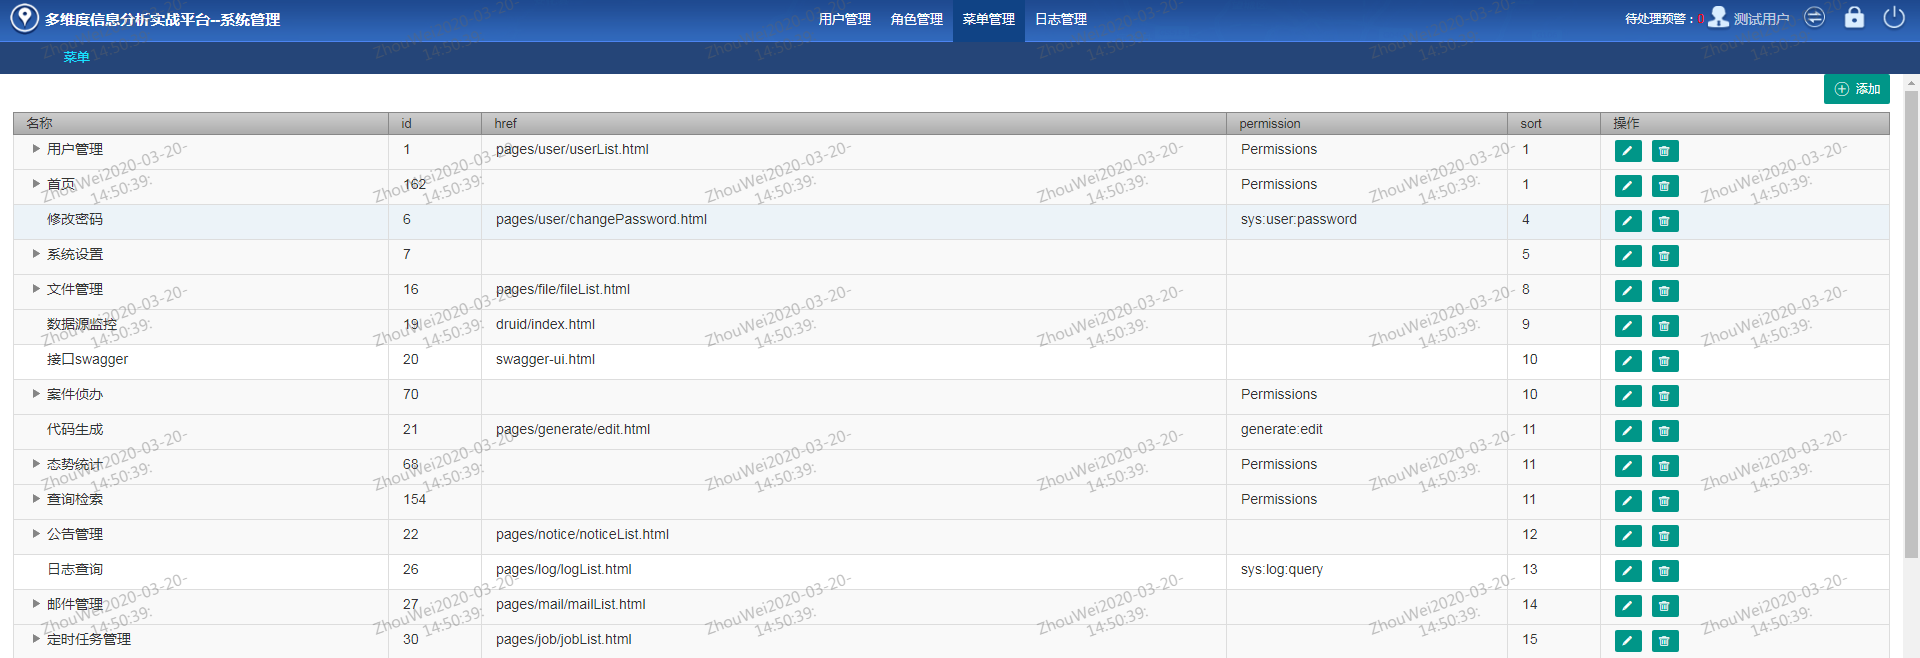 多维度信息分析实战平台--系统管理 用户管理 角色管理 菜单管理 日志管理 待处理预警：0 测试用户
菜单
添加
名称 id href permission sort 操作
用户管理 1 pages/user/userList.html Permissions 1
首页 162 Permissions 1
修改密码 6 pages/user/changePassword.html sys:user:password 4
系统设置 7 5
文件管理 16 pages/file/fileList.html 8
数据源监控 19 druid/index.html 9
接口swagger 20 swagger-ui.html 10
案件侦办 70 Permissions 10
代码生成 21 pages/generate/edit.html generate:edit 11
态势统计 68 Permissions 11
查询检索 154 Permissions 11
公告管理 22 pages/notice/noticeList.html 12
日志查询 26 pages/log/logList.html sys:log:query 13
邮件管理 27 pages/mail/mailList.html 14
定时任务管理 30 pages/job/jobList.html 15
ZhouWei2020-03-20-
14:50:39: